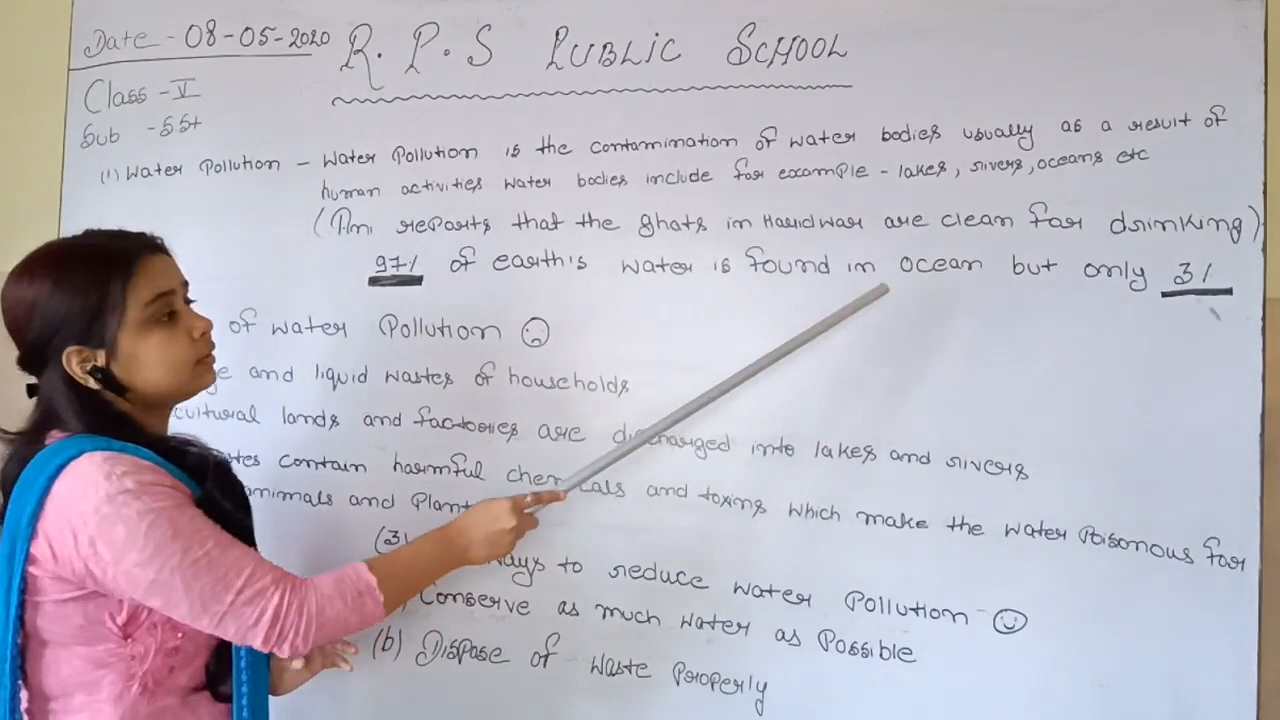 Date - 08-05-2020
R. P. S PUBLIC SCHOOL
Class - V
Sub - SSt
(1) Water Pollution - Water Pollution is the contamination of water bodies usually as a result of
human activities water bodies include for example - lakes, rivers, oceans etc
reports that the ghats in Haridwar are clean for drinking)
97% of earth's water is found in ocean but only 3%
of water Pollution
and liquid wastes of households
lands and factories are discharged into lakes and rivers
contain harmful chemicals and toxins which make the water Poisonous for
animals and Plant
(3) ways to reduce water Pollution -
Conserve as much water as Possible
(b) Dispose of waste Properly